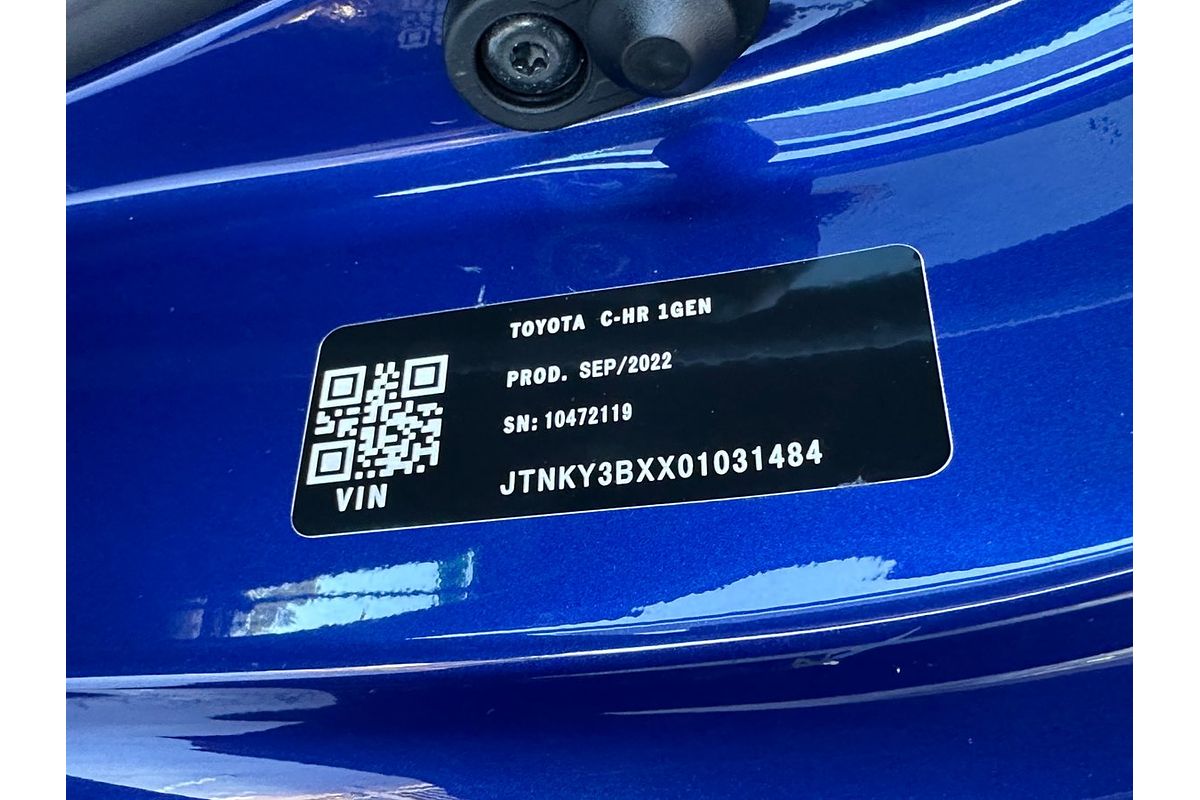 TOYOTA C-HR 1GEN
PROD. SEP/2022
SN: 10472119
JTNKY3BXX01031484
VIN